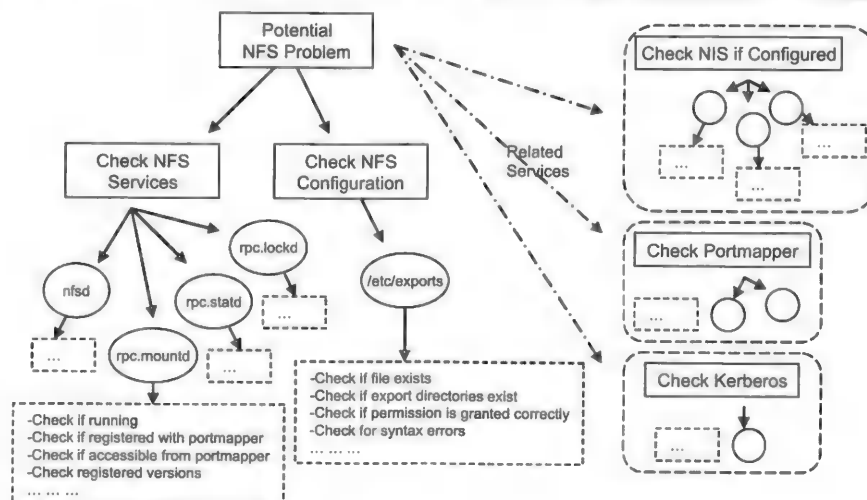 Potential
NFS Problem
Check NFS
Services
Check NFS
Configuration
Related
Services
nfsd
rpc.mountd
rpc.statd
rpc.lockd
/etc/exports
...
...
...
-Check if running
-Check if registered with portmapper
-Check if accessible from portmapper
-Check registered versions
... ... ...
-Check if file exists
-Check if export directories exist
-Check if permission is granted correctly
-Check for syntax errors
... ... ...
Check NIS if Configured
...
...
...
Check Portmapper
...
Check Kerberos
...